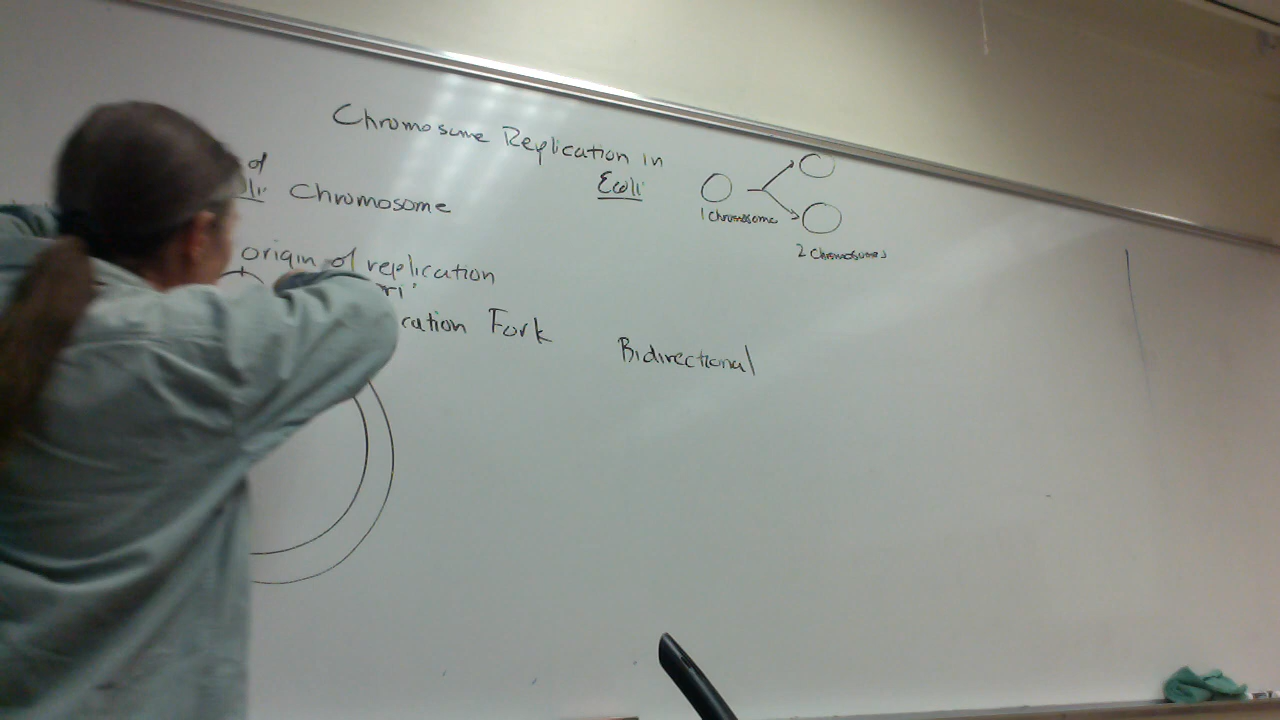 Chromosome Replication in
E.coli
of
li Chromosome
1 Chromosome
2 Chromosomes
origin of replication
ori
cation Fork
Bidirectional